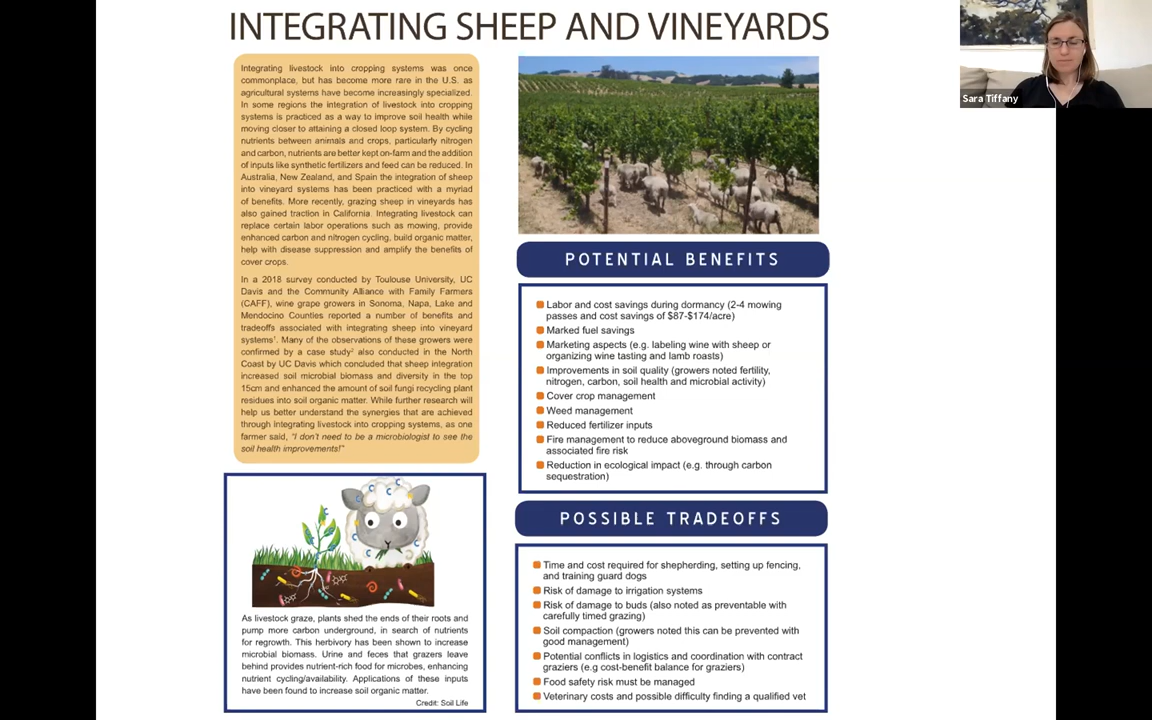 INTEGRATING SHEEP AND VINEYARDS
Integrating livestock into cropping systems was once
commonplace, but has become more rare in the U.S. as
agricultural systems have become increasingly specialized.
In some regions the integration of livestock into cropping
systems is practiced as a way to improve soil health while
moving closer to attaining a closed loop system. By cycling
nutrients between animals and crops, particularly nitrogen
and carbon, nutrients are better kept on-farm and the addition
of inputs like synthetic fertilizers and feed can be reduced. In
Australia, New Zealand, and Spain the integration of sheep
into vineyard systems has been practiced with a myriad
of benefits. More recently, grazing sheep in vineyards has
also gained traction in California. Integrating livestock can
replace certain labor operations such as mowing, provide
enhanced carbon and nitrogen cycling, build organic matter,
help with disease suppression and amplify the benefits of
cover crops.
In a 2018 survey conducted by Toulouse University, UC
Davis and the Community Alliance with Family Farmers
(CAFF), wine grape growers in Sonoma, Napa, Lake and
Mendocino Counties reported a number of benefits and
tradeoffs associated with integrating sheep into vineyard
systems¹. Many of the observations of these growers were
confirmed by a case study² also conducted in the North
Coast by UC Davis which concluded that sheep integration
increased soil microbial biomass and diversity in the top
15cm and enhanced the amount of soil fungi recycling plant
residues into soil organic matter. While further research will
help us better understand the synergies that are achieved
through integrating livestock into cropping systems, as one
farmer said, "I don't need to be a microbiologist to see the
soil health improvements!"
As livestock graze, plants shed the ends of their roots and
pump more carbon underground, in search of nutrients
for regrowth. This herbivory has been shown to increase
microbial biomass. Urine and feces that grazers leave
behind provides nutrient-rich food for microbes, enhancing
nutrient cycling/availability. Applications of these inputs
have been found to increase soil organic matter.
Credit: Soil Life
POTENTIAL BENEFITS
Labor and cost savings during dormancy (2-4 mowing
passes and cost savings of $87-$174/acre)
Marked fuel savings
Marketing aspects (e.g. labeling wine with sheep or
organizing wine tasting and lamb roasts)
Improvements in soil quality (growers noted fertility,
nitrogen, carbon, soil health and microbial activity)
Cover crop management
Weed management
Reduced fertilizer inputs
Fire management to reduce aboveground biomass and
associated fire risk
Reduction in ecological impact (e.g. through carbon
sequestration)
POSSIBLE TRADEOFFS
Time and cost required for shepherding, setting up fencing,
and training guard dogs
Risk of damage to irrigation systems
Risk of damage to buds (also noted as preventable with
carefully timed grazing)
Soil compaction (growers noted this can be prevented with
good management)
Potential conflicts in logistics and coordination with contract
graziers (e.g cost-benefit balance for graziers)
Food safety risk must be managed
Veterinary costs and possible difficulty finding a qualified vet
Sara Tiffany